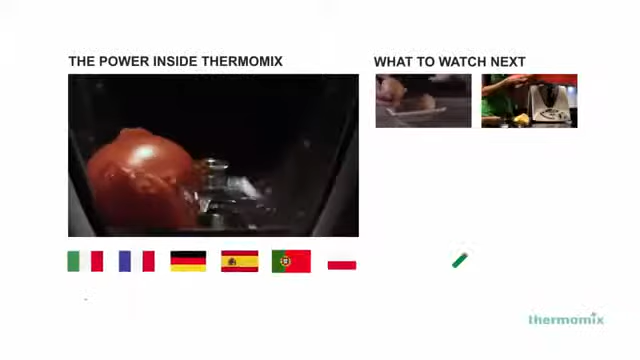 THE POWER INSIDE THERMOMIX
WHAT TO WATCH NEXT
thermomix